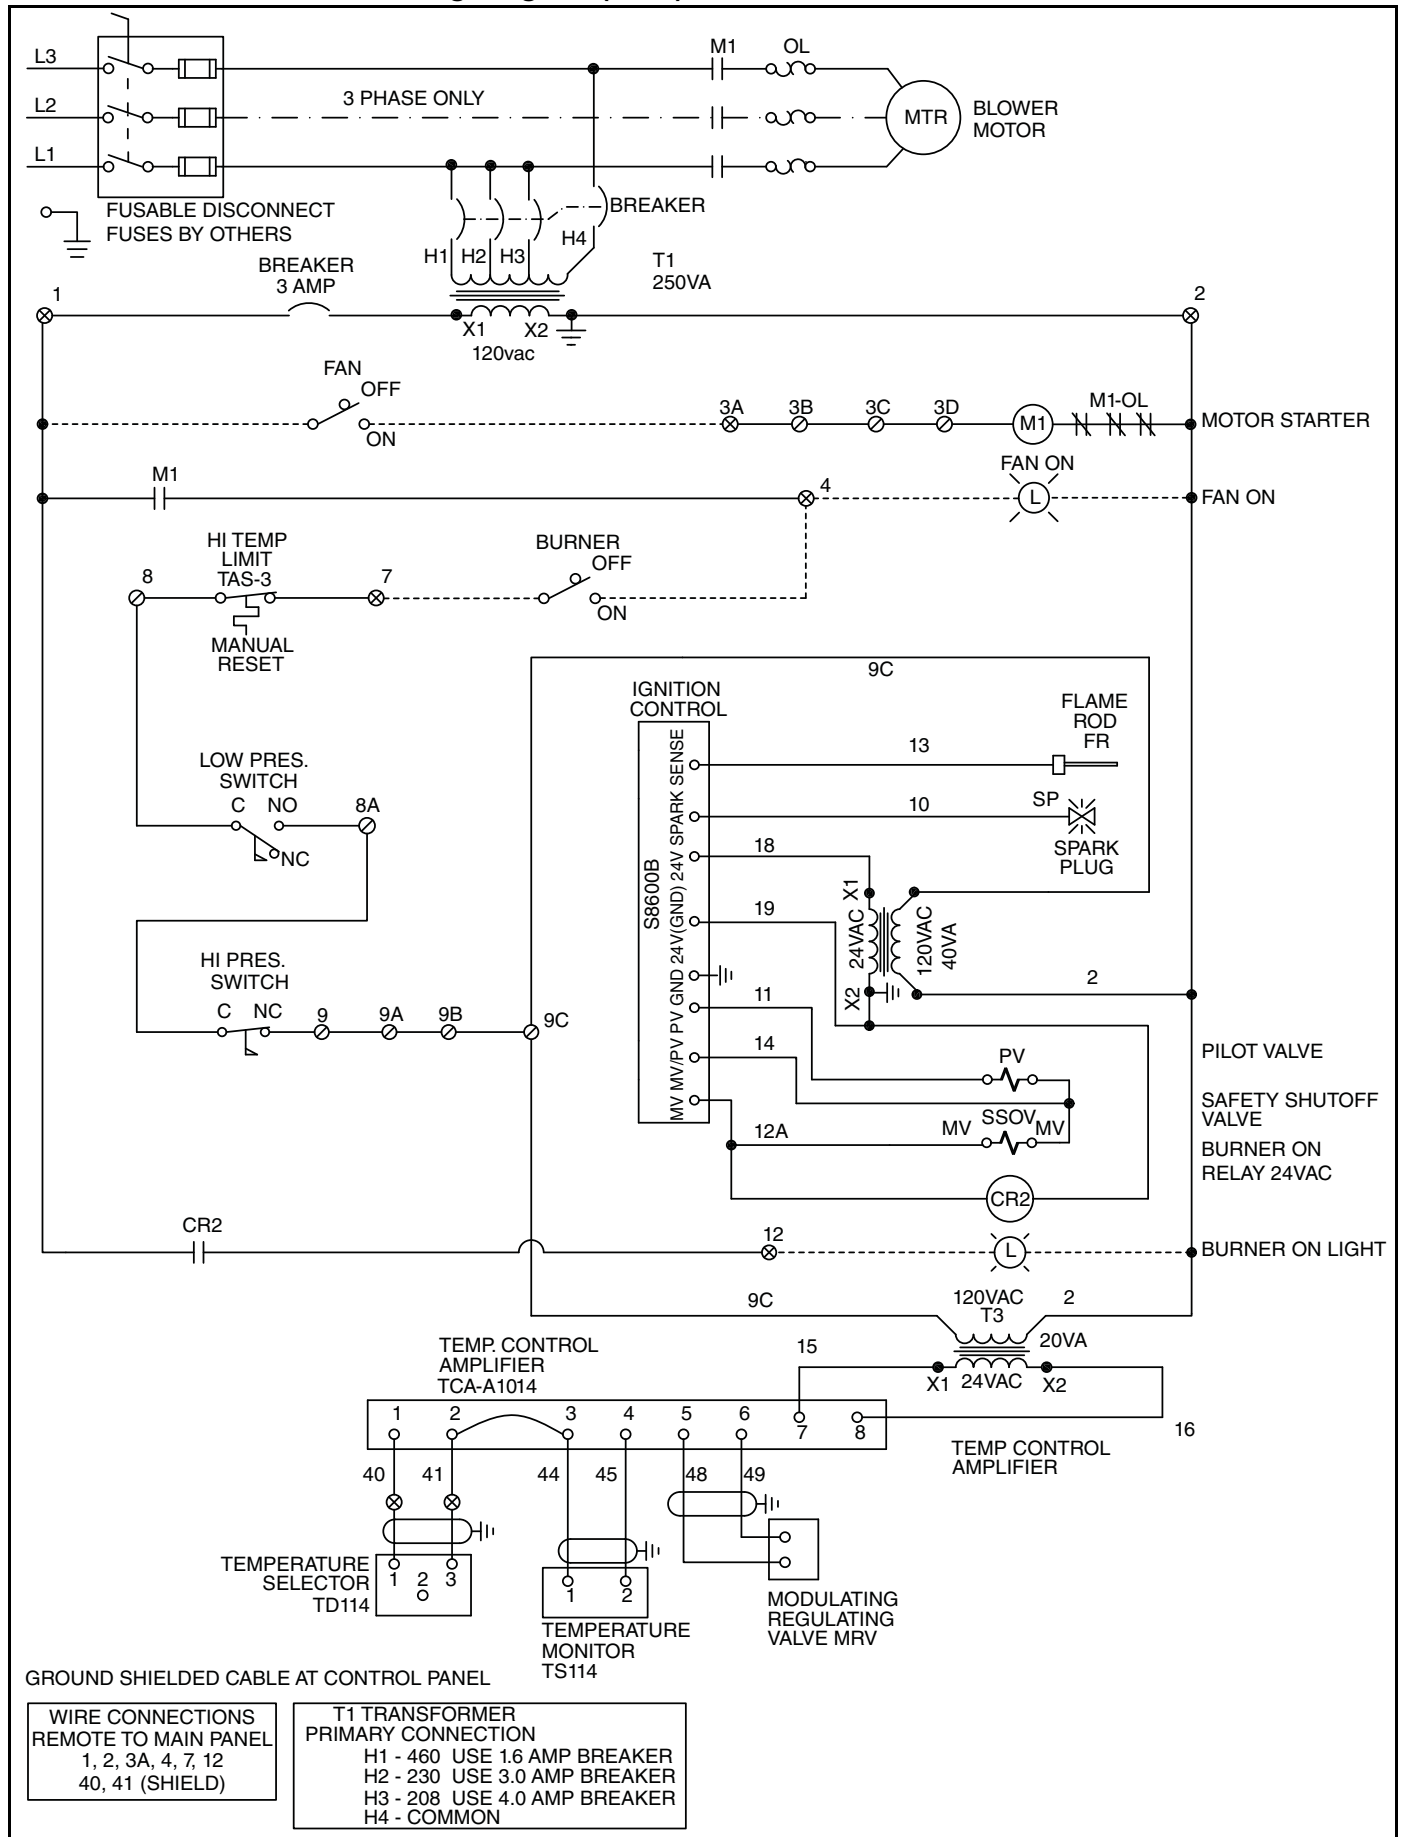 L3
M1
OL
L2
3 PHASE ONLY
MTR
BLOWER
MOTOR
L1
FUSABLE DISCONNECT
FUSES BY OTHERS
BREAKER
H1
H2
H3
H4
BREAKER
3 AMP
T1
250VA
1
2
X1
X2
120vac
FAN
OFF
ON
3A
3B
3C
3D
M1
M1-OL
MOTOR STARTER
M1
4
FAN ON
L
FAN ON
HI TEMP
LIMIT
TAS-3
8
7
MANUAL
RESET
BURNER
OFF
ON
9C
IGNITION
CONTROL
FLAME
ROD
FR
13
LOW PRES.
SWITCH
C
NO
8A
NC
10
SP
SPARK
PLUG
18
S8600B
MV MV/PV PV GND 24V(GND) 24V SPARK SENSE
19
X1
24VAC
X2
120VAC
40VA
2
HI PRES.
SWITCH
C
NC
9
9A
9B
9C
11
14
PV
PILOT VALVE
12A
MV
SSOV
MV
SAFETY SHUTOFF
VALVE
BURNER ON
RELAY 24VAC
CR2
CR2
12
L
BURNER ON LIGHT
9C
120VAC
T3
2
20VA
TEMP. CONTROL
AMPLIFIER
TCA-A1014
15
X1
24VAC
X2
1
2
3
4
5
6
7
8
16
TEMP CONTROL
AMPLIFIER
40
41
44
45
48
49
TEMPERATURE
SELECTOR
TD114
1
2
3
1
2
TEMPERATURE
MONITOR
TS114
MODULATING
REGULATING
VALVE MRV
GROUND SHIELDED CABLE AT CONTROL PANEL
WIRE CONNECTIONS
REMOTE TO MAIN PANEL
1, 2, 3A, 4, 7, 12
40, 41 (SHIELD)
T1 TRANSFORMER
PRIMARY CONNECTION
H1 - 460 USE 1.6 AMP BREAKER
H2 - 230 USE 3.0 AMP BREAKER
H3 - 208 USE 4.0 AMP BREAKER
H4 - COMMON